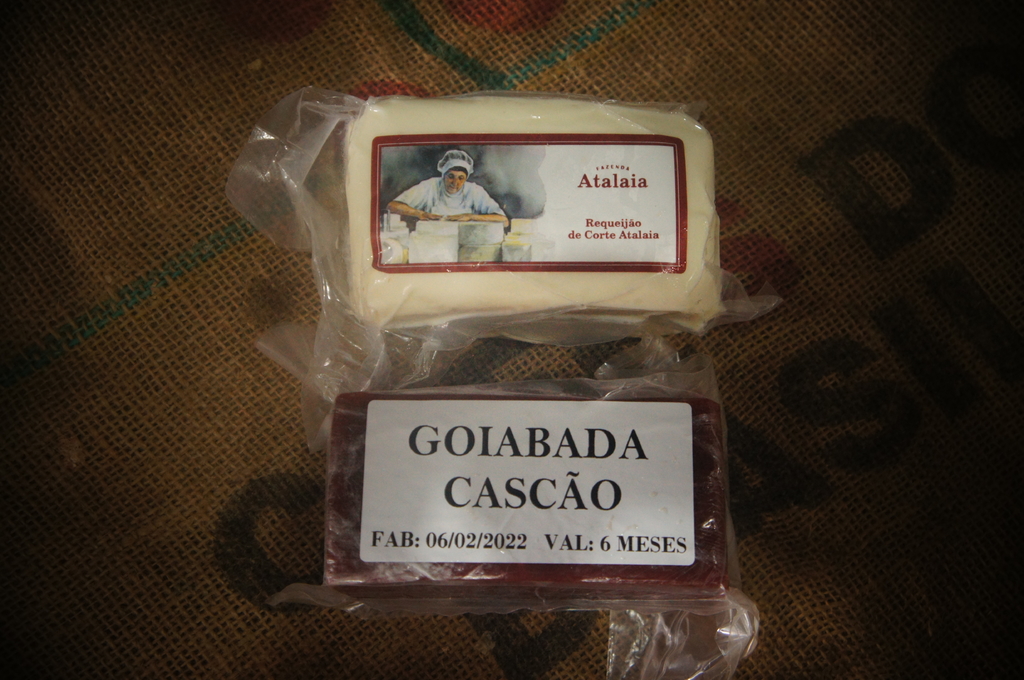 FAZENDA
Atalaia
Requeijão
de Corte Atalaia
GOIABADA
CASCÃO
FAB: 06/02/2022 VAL: 6 MESES